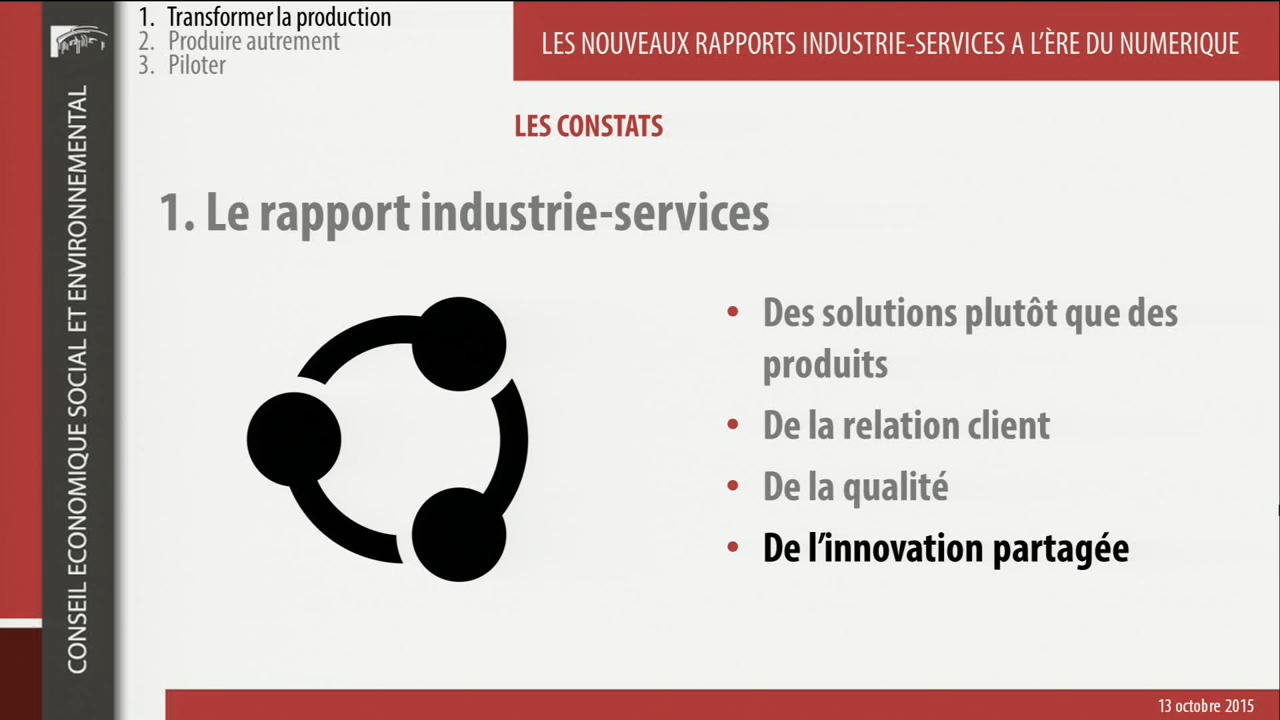 1. Transformer la production
2. Produire autrement
3. Piloter
LES NOUVEAUX RAPPORTS INDUSTRIE-SERVICES A L’ÈRE DU NUMERIQUE
CONSEIL ECONOMIQUE SOCIAL ET ENVIRONNEMENTAL
LES CONSTATS
1. Le rapport industrie-services
• Des solutions plutôt que des
produits
• De la relation client
• De la qualité
• De l’innovation partagée
13 octobre 2015